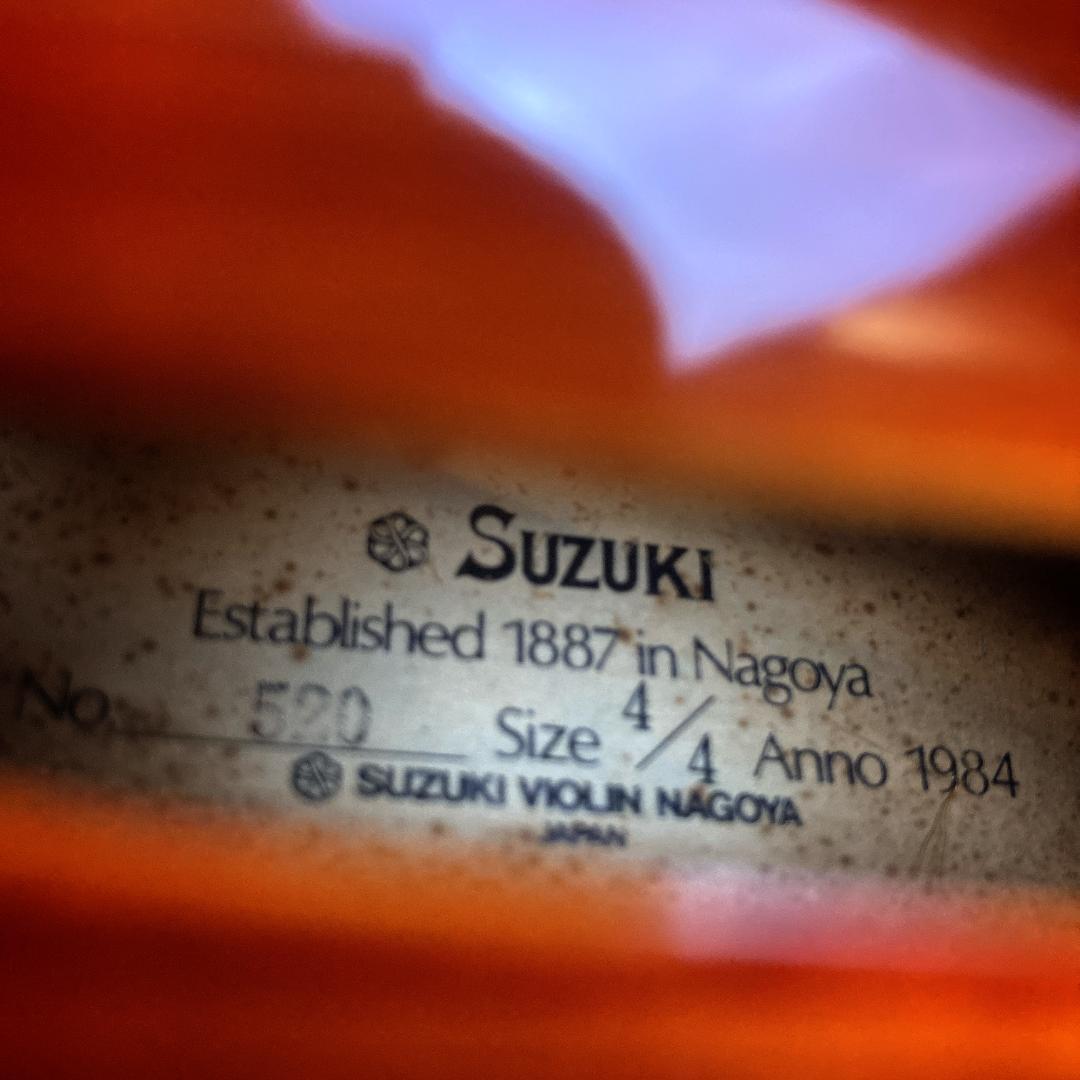 SUZUKI
Established 1887 in Nagoya
No. 520 Size 4/4 Anno 1984
SUZUKI VIOLIN NAGOYA
JAPAN